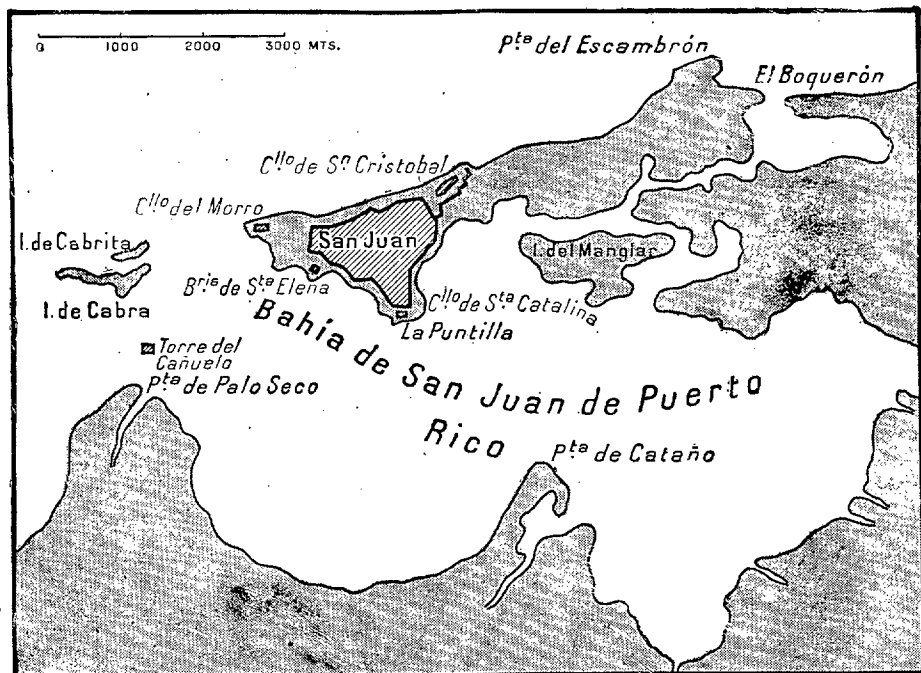 0 1000 2000 3000 MTS.
Pta del Escambrón
El Boquerón
Cllo de Sn Cristobal
Cllo del Morro
San Juan
I. de Cabrita
I. del Manglar
I. de Cabra
Bria de Sta Elena
Cllo de Sta Catalina
La Puntilla
Torre del
Cañuelo
Pta de Palo Seco
Bahía de San Juan de Puerto
Rico
Pta de Cataño